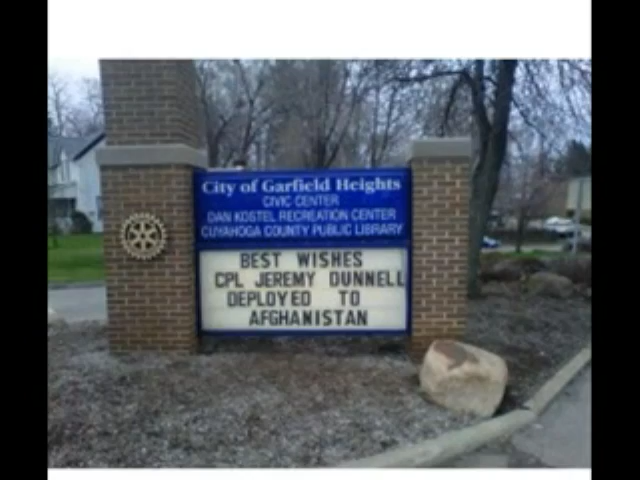 City of Garfield Heights
CIVIC CENTER
DAN KOSTEL RECREATION CENTER
CUYAHOGA COUNTY PUBLIC LIBRARY
BEST WISHES
CPL JEREMY DUNNELL
DEPLOYED TO
AFGHANISTAN